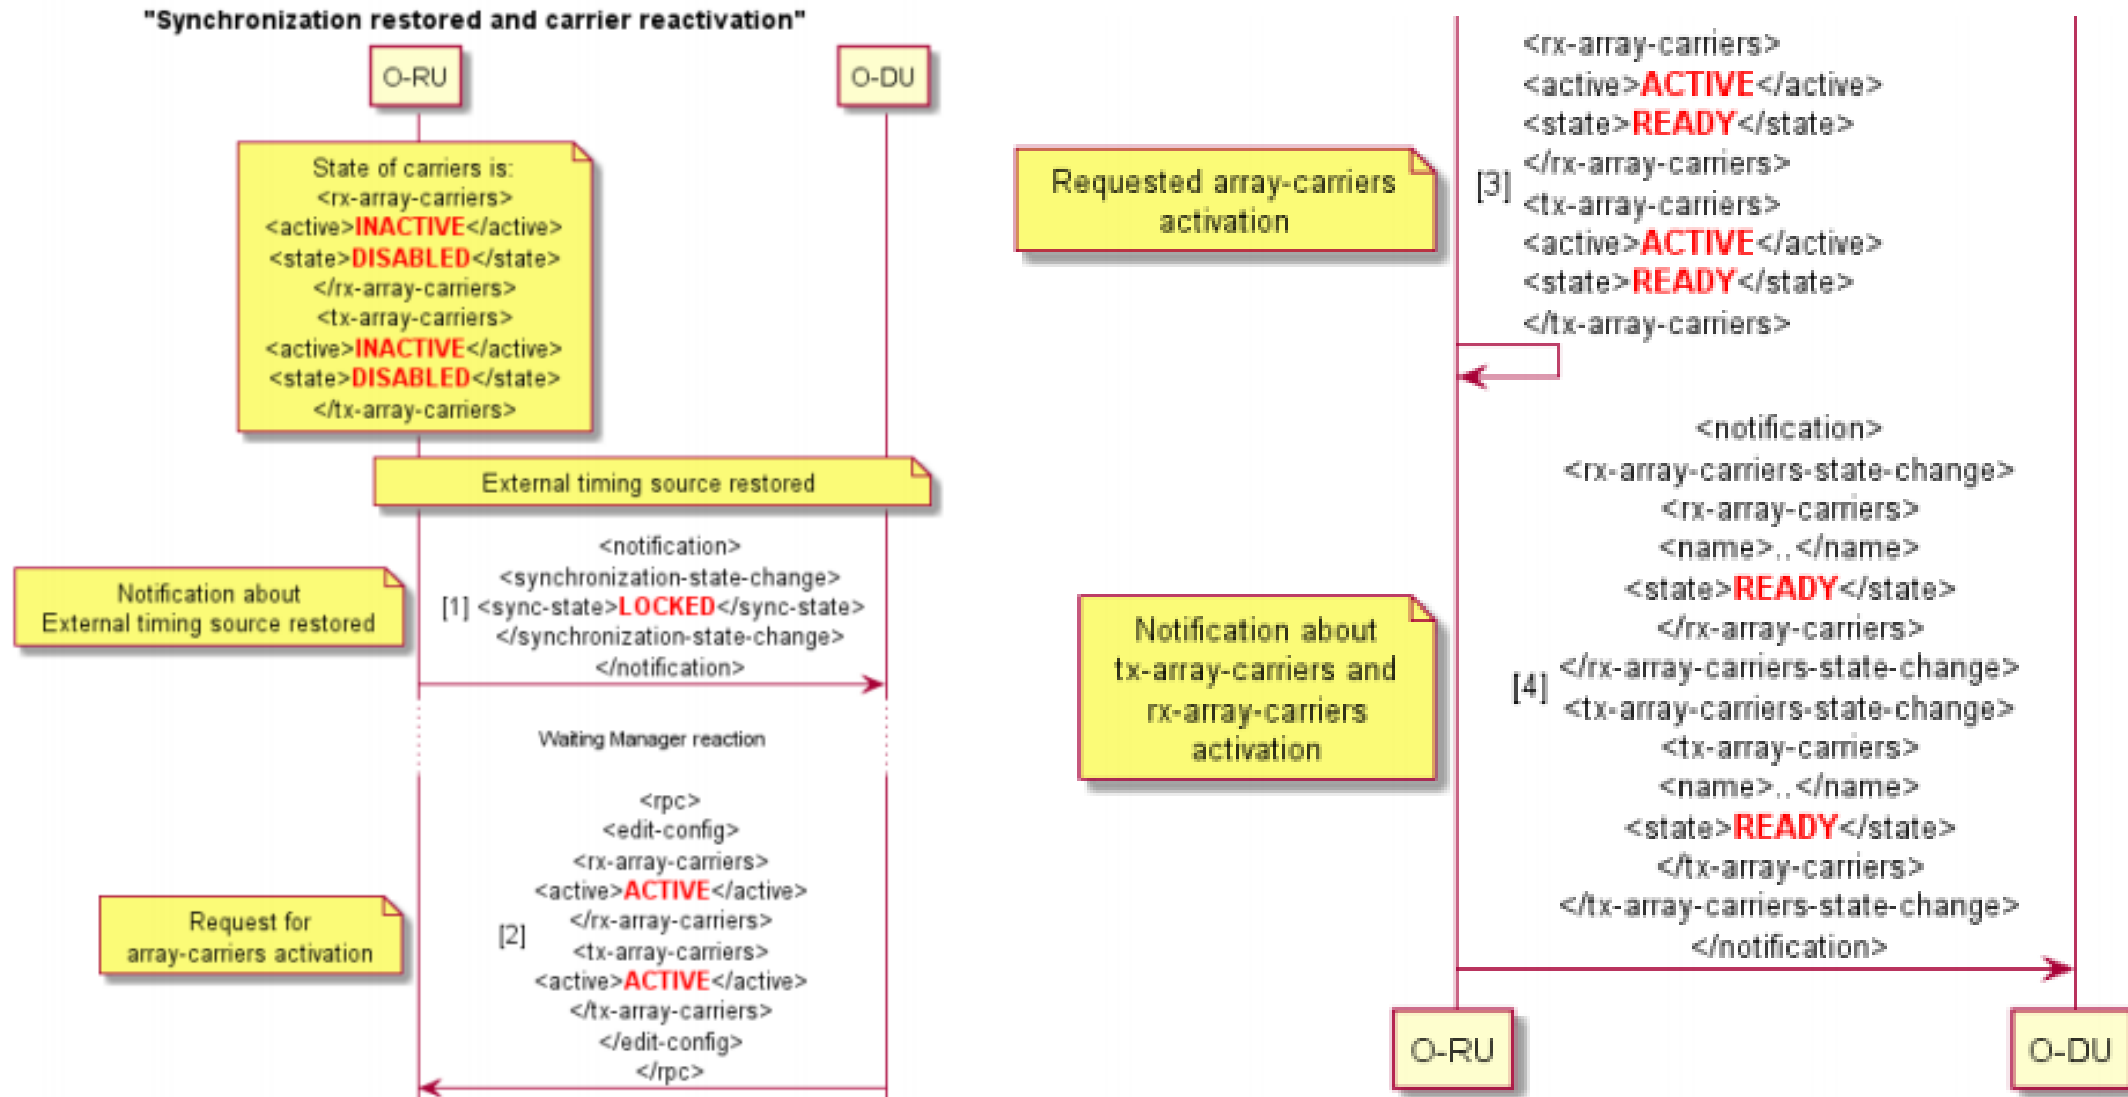 "Synchronization restored and carrier reactivation"
O-RU
O-DU
State of carriers is:
<rx-array-carriers>
<active>INACTIVE</active>
<state>DISABLED</state>
</rx-array-carriers>
<tx-array-carriers>
<active>INACTIVE</active>
<state>DISABLED</state>
</tx-array-carriers>
External timing source restored
Notification about
External timing source restored
[1]
<notification>
<synchronization-state-change>
<sync-state>LOCKED</sync-state>
</synchronization-state-change>
</notification>
Waiting Manager reaction
Request for
array-carriers activation
[2]
<rpc>
<edit-config>
<rx-array-carriers>
<active>ACTIVE</active>
</rx-array-carriers>
<tx-array-carriers>
<active>ACTIVE</active>
</tx-array-carriers>
</edit-config>
</rpc>
Requested array-carriers
activation
[3]
<rx-array-carriers>
<active>ACTIVE</active>
<state>READY</state>
</rx-array-carriers>
<tx-array-carriers>
<active>ACTIVE</active>
<state>READY</state>
</tx-array-carriers>
Notification about
tx-array-carriers and
rx-array-carriers
activation
[4]
<notification>
<rx-array-carriers-state-change>
<rx-array-carriers>
<name>..</name>
<state>READY</state>
</rx-array-carriers>
</rx-array-carriers-state-change>
<tx-array-carriers-state-change>
<tx-array-carriers>
<name>..</name>
<state>READY</state>
</tx-array-carriers>
</tx-array-carriers-state-change>
</notification>
O-RU
O-DU